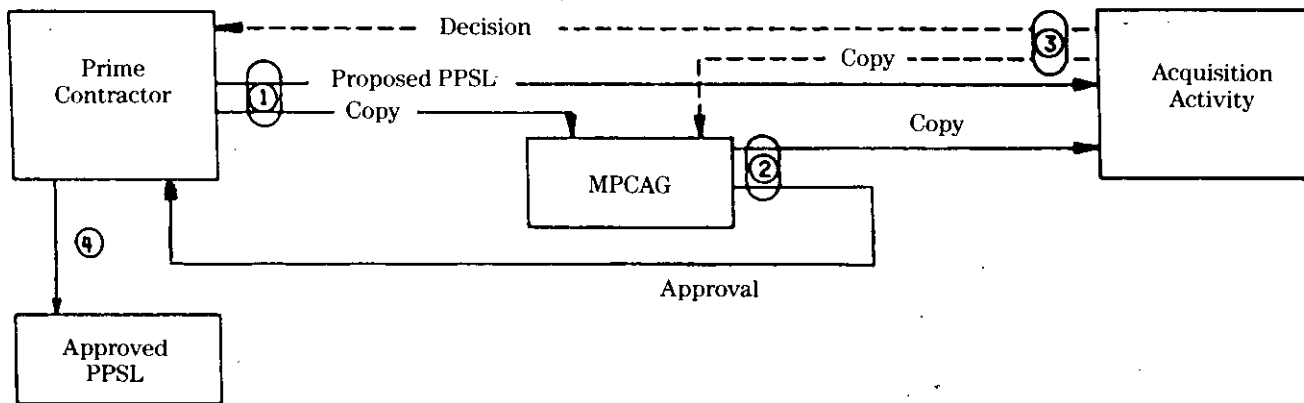 Decision
③
Prime
Contractor
Copy
Acquisition
Activity
Proposed PPSL
①
Copy
Copy
MPCAG
②
④
Approval
Approved
PPSL